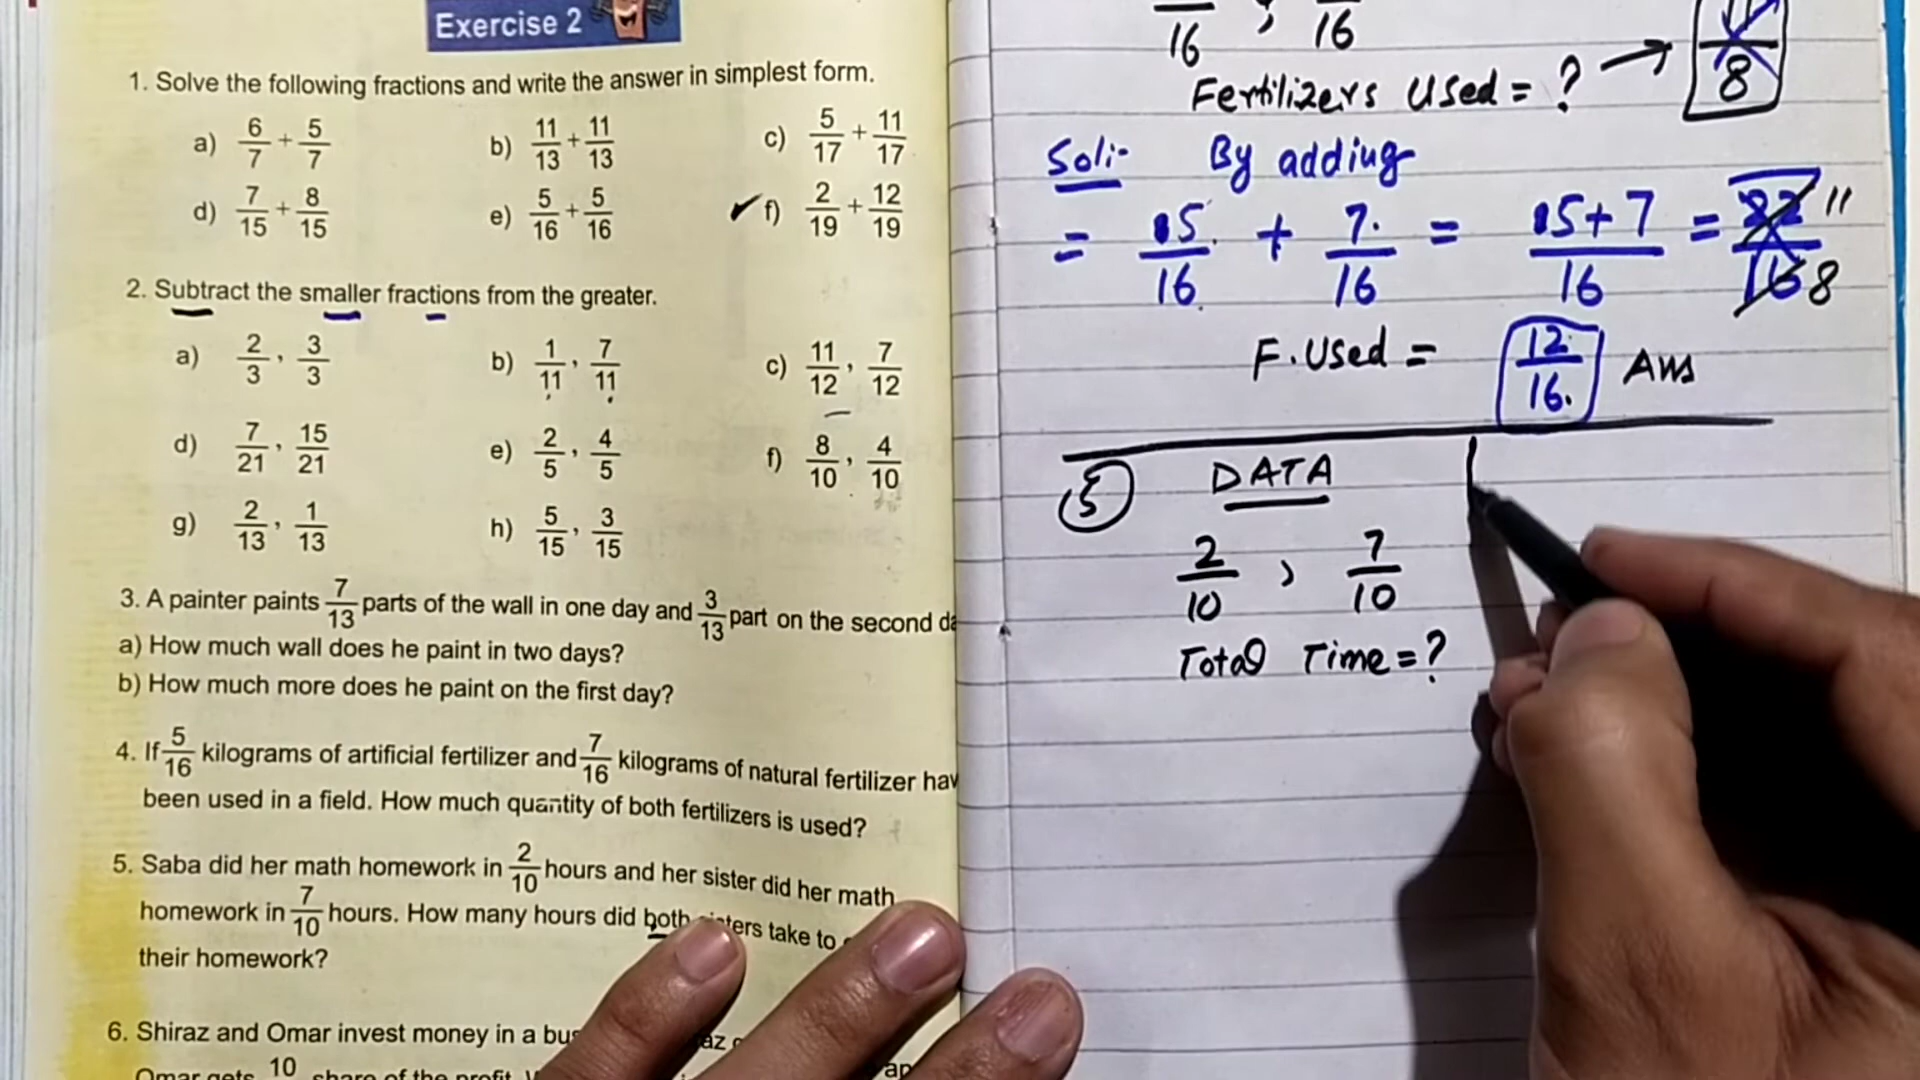 Exercise 2
1. Solve the following fractions and write the answer in simplest form.
a) 6/7 + 5/7 b) 11/13 + 11/13 c) 5/17 + 11/17
d) 7/15 + 8/15 e) 5/16 + 5/16 f) 2/19 + 12/19
2. Subtract the smaller fractions from the greater.
a) 2/3 , 3/3 b) 1/11 , 7/11 c) 11/12 , 7/12
d) 7/21 , 15/21 e) 2/5 , 4/5 f) 8/10 , 4/10
g) 2/13 , 1/13 h) 5/15 , 3/15
3. A painter paints 7/13 parts of the wall in one day and 3/13 part on the second
a) How much wall does he paint in two days?
b) How much more does he paint on the first day?
4. If 5/16 kilograms of artificial fertilizer and 7/16 kilograms of natural fertilizer
been used in a field. How much quantity of both fertilizers is used?
5. Saba did her math homework in 2/10 hours and her sister did her math
homework in 7/10 hours. How many hours did both take to
their homework?
6. Shiraz and Omar invest money in a
Omar gets 10 share of the profit.
16 , 16
Fertilizers Used = ? → 8
Sol:- By adding
= 5/16 + 7/16 = 5+7/16 = 22/16 11 8
F. Used = 12/16. Ans
5 DATA
2/10 , 7/10
Total Time = ?